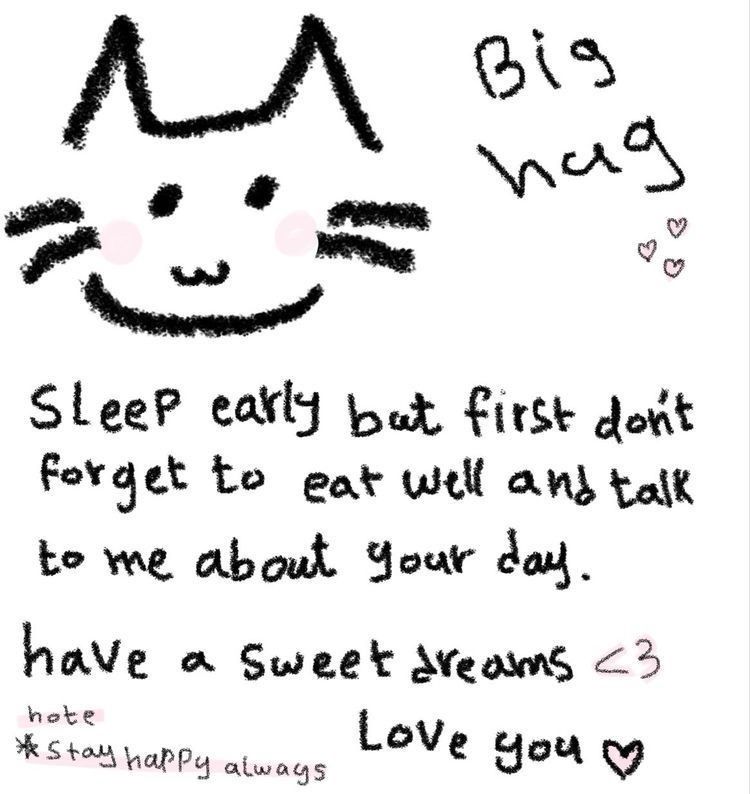 Big
hug
Sleep early but first don't
forget to eat well and talk
to me about your day.
have a sweet dreams <3
note
* Stay happy always
Love you ♡